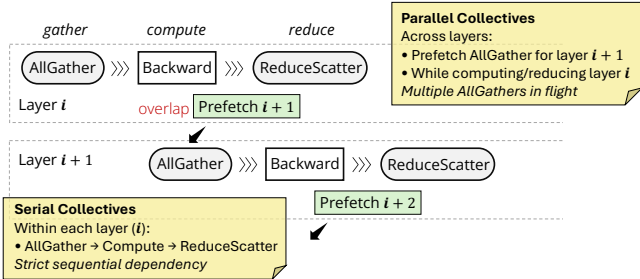 gather compute reduce
AllGather Backward ReduceScatter
Layer i overlap Prefetch i + 1
Parallel Collectives
Across layers:
• Prefetch AllGather for layer i + 1
• While computing/reducing layer i
Multiple AllGathers in flight
Layer i + 1 AllGather Backward ReduceScatter
Prefetch i + 2
Serial Collectives
Within each layer (i):
• AllGather → Compute → ReduceScatter
Strict sequential dependency